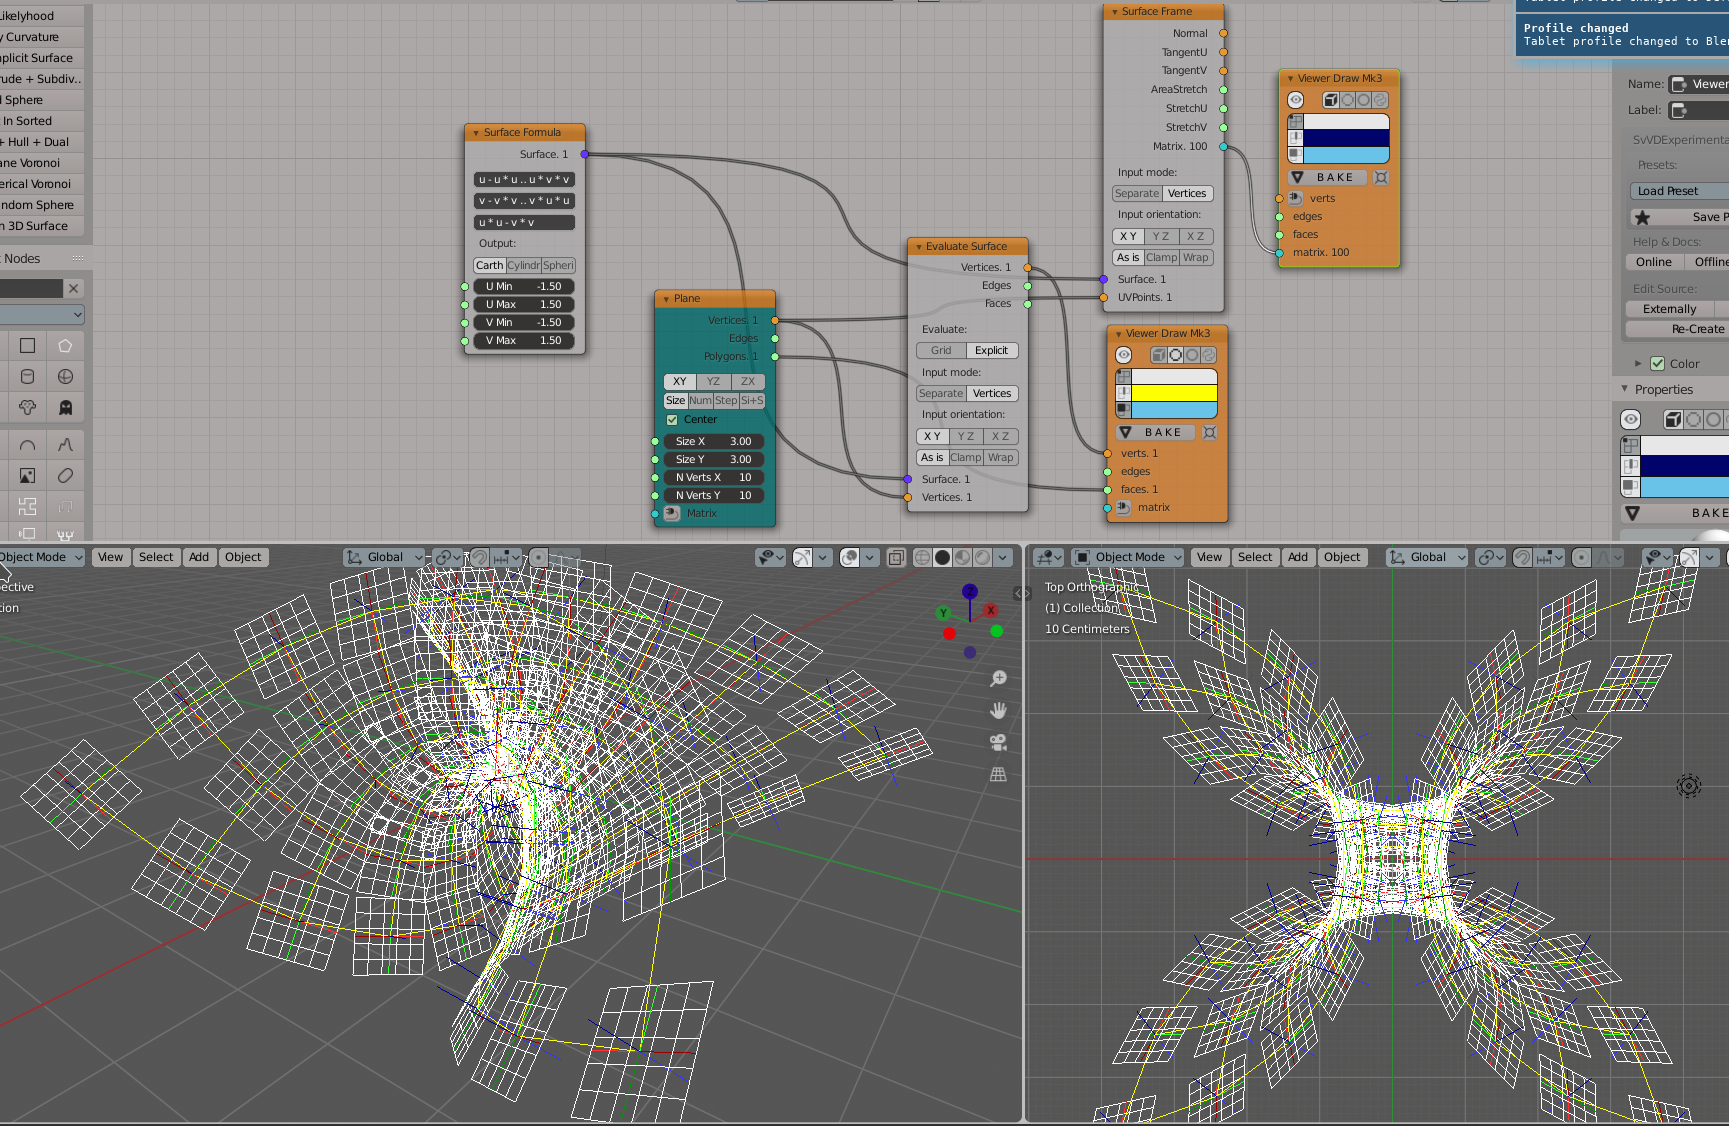 Likelyhood
y Curvature
plicit Surface
rude + Subdiv..
d Sphere
In Sorted
+ Hull + Dual
ane Voronoi
erical Voronoi
ndom Sphere
n 3D Surface
t Nodes
Surface Formula
Surface. 1
u - u * u .. u * v * v
v - v * v .. v * u * u
u * u - v * v
Output:
Carth Cylindr Spheri
U Min -1.50
U Max 1.50
V Min -1.50
V Max 1.50
Plane
Vertices. 1
Edges
Polygons. 1
XY YZ ZX
Size Num Step Si+S
Center
Size X 3.00
Size Y 3.00
N Verts X 10
N Verts Y 10
Matrix
Evaluate Surface
Vertices. 1
Edges
Faces
Evaluate:
Grid Explicit
Input mode:
Separate Vertices
Input orientation:
X Y Y Z X Z
As is Clamp Wrap
Surface. 1
Vertices. 1
Surface Frame
Normal
TangentU
TangentV
AreaStretch
StretchU
StretchV
Matrix. 100
Input mode:
Separate Vertices
Input orientation:
X Y Y Z X Z
As is Clamp Wrap
Surface. 1
UVPoints. 1
Viewer Draw Mk3
BAKE
verts
edges
faces
matrix. 100
Viewer Draw Mk3
BAKE
verts. 1
edges
faces. 1
matrix
Profile changed
Tablet profile changed to Ble
Name: Viewer
Label:
SvVDExperimenta
Presets:
Load Preset
Save P
Help & Docs:
Online Offline
Edit Source:
Externally
Re-Create
Color
Properties
BAKE
Object Mode View Select Add Object Global
ective
tion
Z
Y X
Object Mode View Select Add Object Global
Top Orthographic
(1) Collection
10 Centimeters